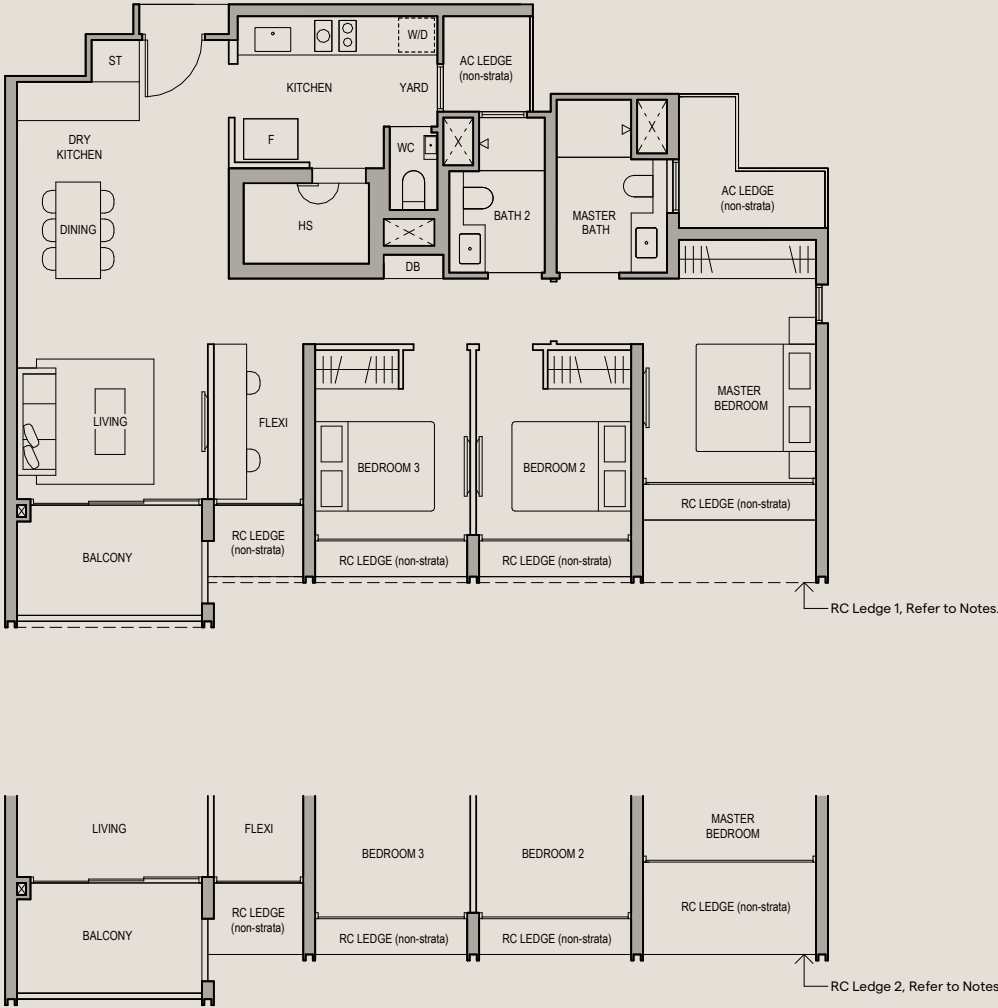 ST
W/D
AC LEDGE
(non-strata)
KITCHEN
YARD
DRY
KITCHEN
F
WC
X
X
AC LEDGE
(non-strata)
DINING
HS
BATH 2
MASTER
BATH
X
DB
LIVING
FLEXI
MASTER
BEDROOM
BEDROOM 3
BEDROOM 2
RC LEDGE (non-strata)
BALCONY
RC LEDGE
(non-strata)
RC LEDGE (non-strata)
RC LEDGE (non-strata)
RC Ledge 1, Refer to Notes.
LIVING
FLEXI
BEDROOM 3
BEDROOM 2
MASTER
BEDROOM
BALCONY
RC LEDGE
(non-strata)
RC LEDGE (non-strata)
RC LEDGE (non-strata)
RC LEDGE (non-strata)
RC Ledge 2, Refer to Notes